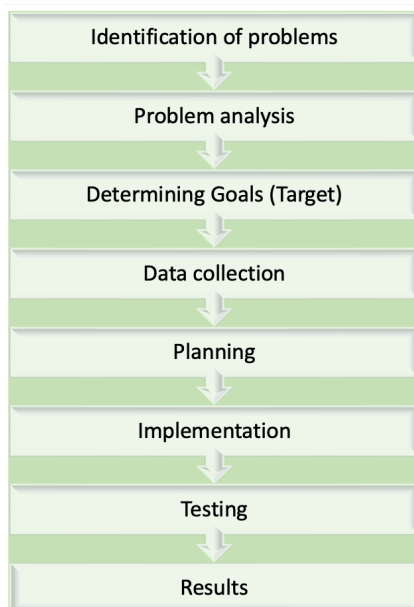 Identification of problems
Problem analysis
Determining Goals (Target)
Data collection
Planning
Implementation
Testing
Results